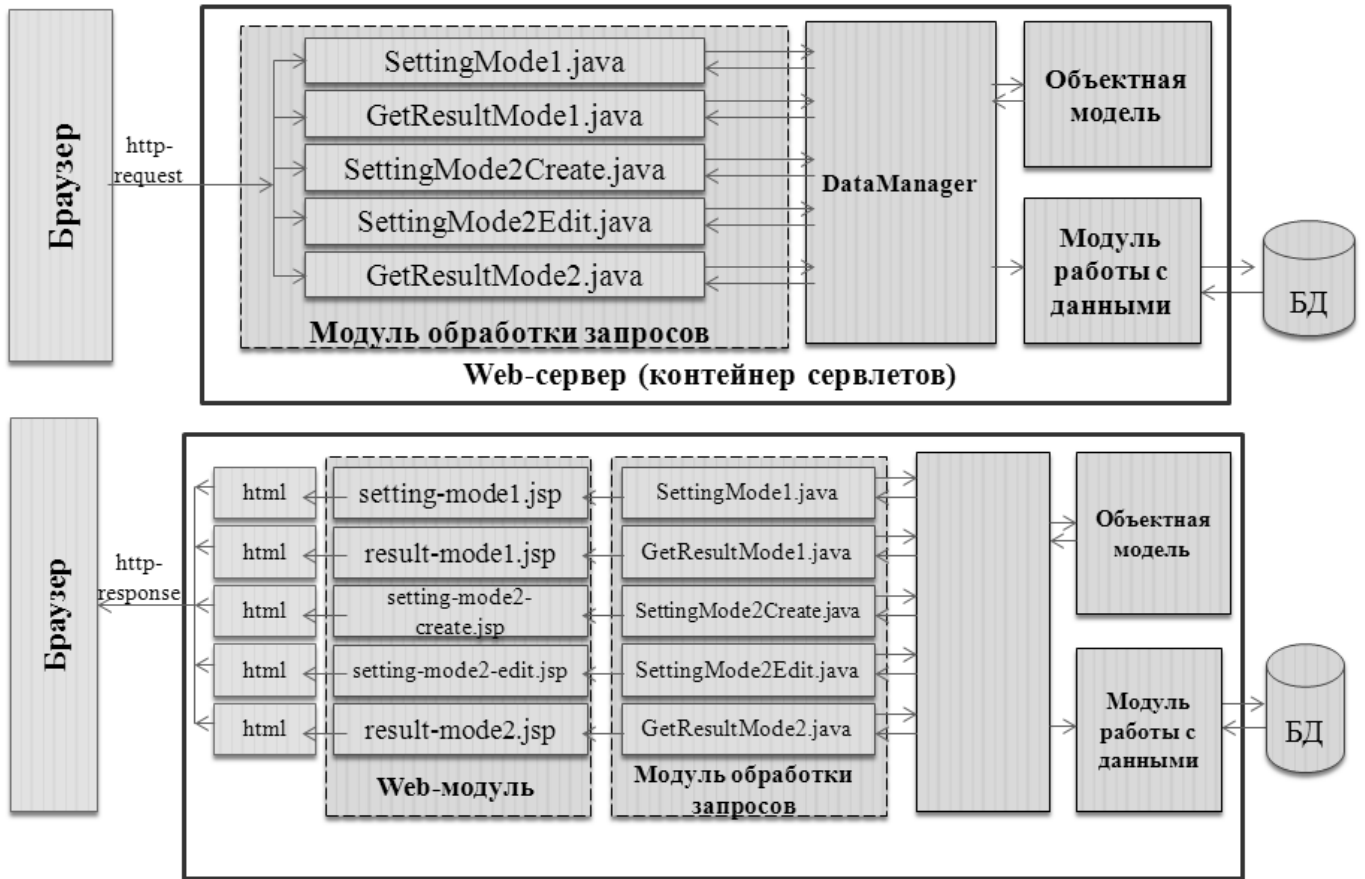 Браузер
http-
request
SettingMode1.java
GetResultMode1.java
SettingMode2Create.java
SettingMode2Edit.java
GetResultMode2.java
Модуль обработки запросов
DataManager
Объектная
модель
Модуль
работы с
данными
БД
Web-сервер (контейнер сервлетов)
Браузер
http-
response
html
setting-mode1.jsp
SettingMode1.java
html
result-mode1.jsp
GetResultMode1.java
html
setting-mode2-
create.jsp
SettingMode2Create.java
html
setting-mode2-edit.jsp
SettingMode2Edit.java
html
result-mode2.jsp
GetResultMode2.java
Web-модуль
Модуль обработки
запросов
Объектная
модель
Модуль
работы с
данными
БД